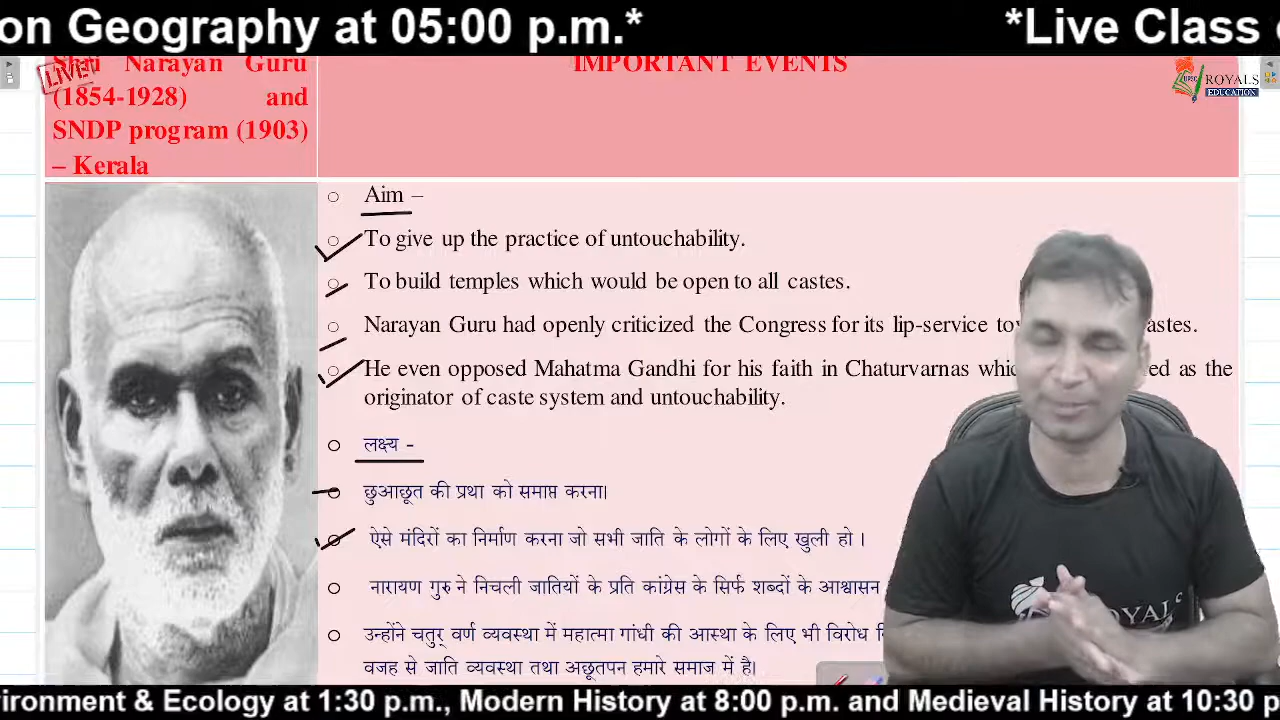 on Geography at 05:00 p.m.* *Live Class
LIVE!
Shri Narayan Guru
(1854-1928) and
SNDP program (1903)
– Kerala
IMPORTANT EVENTS
ROYALS
EDUCATION
Aim –
To give up the practice of untouchability.
To build temples which would be open to all castes.
Narayan Guru had openly criticized the Congress for its lip-service
He even opposed Mahatma Gandhi for his faith in Chaturvarnas as the
originator of caste system and untouchability.
लक्ष्य -
छुआछूत की प्रथा को समाप्त करना।
ऐसे मंदिरों का निर्माण करना जो सभी जाति के लोगों के लिए खुली हो ।
नारायण गुरु ने निचली जातियों के प्रति कांग्रेस के सिर्फ शब्दों के आश्वासन
उन्होंने चतुर् वर्ण व्यवस्था में महात्मा गांधी की आस्था के लिए भी विरोध
वजह से जाति व्यवस्था तथा अछूतपन हमारे समाज में है।
vironment & Ecology at 1:30 p.m., Modern History at 8:00 p.m. and Medieval History at 10:30 p